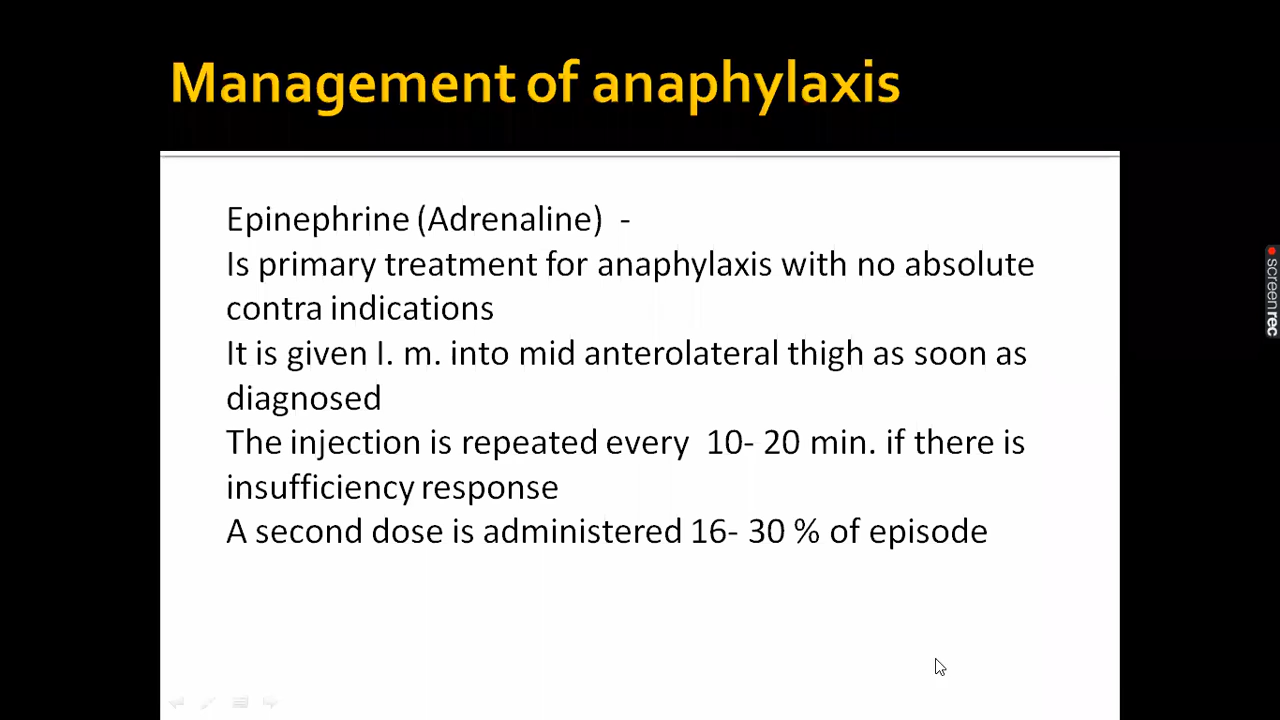 Management of anaphylaxis
Epinephrine (Adrenaline) -
Is primary treatment for anaphylaxis with no absolute
contra indications
It is given I. m. into mid anterolateral thigh as soon as
diagnosed
The injection is repeated every 10- 20 min. if there is
insufficiency response
A second dose is administered 16- 30 % of episode
screenrec